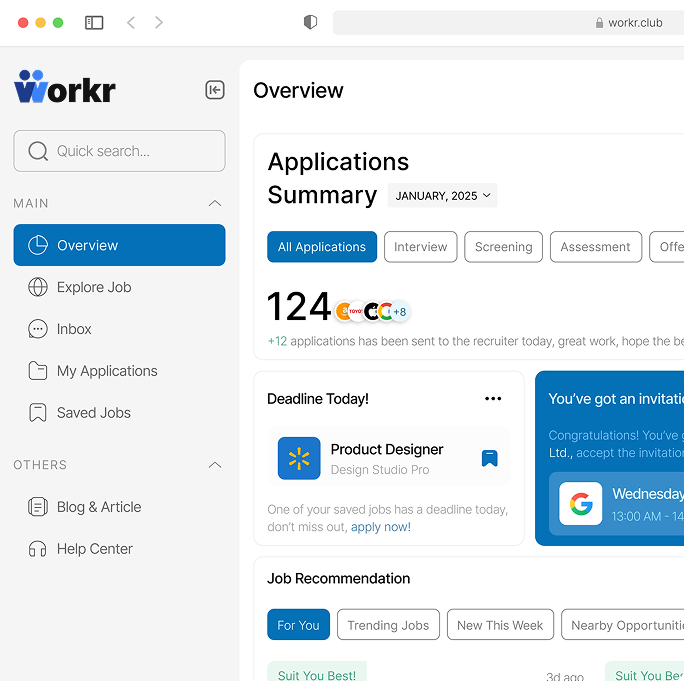 workr.club
Workr
Overview
Quick search...
MAIN
Overview
Explore Job
Inbox
My Applications
Saved Jobs
OTHERS
Blog & Article
Help Center
Applications
Summary
JANUARY, 2025
All Applications
Interview
Screening
Assessment
Offe
124
+8
+12 applications has been sent to the recruiter today, great work, hope the be
Deadline Today!
Product Designer
Design Studio Pro
One of your saved jobs has a deadline today,
don't miss out, apply now!
You've got an invitati
Congratulations! You've g
Ltd., accept the invitation
Wednesday
13:00 AM - 14
Job Recommendation
For You
Trending Jobs
New This Week
Nearby Opportuniti
Suit You Best!
3d ago
Suit You Bes